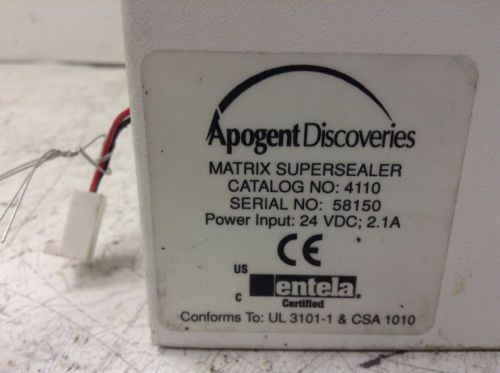 Apogent Discoveries
MATRIX SUPERSEALER
CATALOG NO: 4110
SERIAL NO: 58150
Power Input: 24 VDC; 2.1A
CE
US
entela
C
Certified
Conforms To: UL 3101-1 & CSA 1010